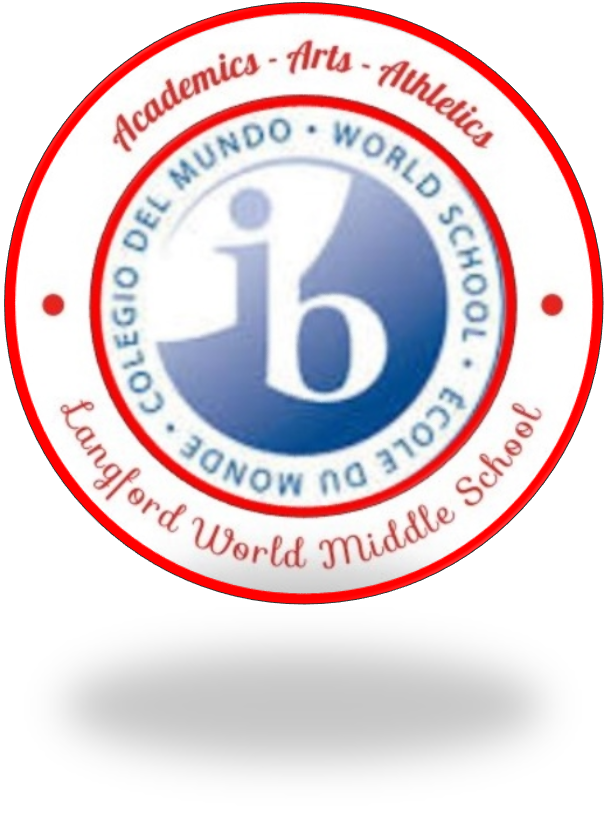 Academics - Arts - Athletics
WORLD SCHOOL • ÉCOLE DU MONDE • COLEGIO DEL MUNDO •
ib
Langford World Middle School